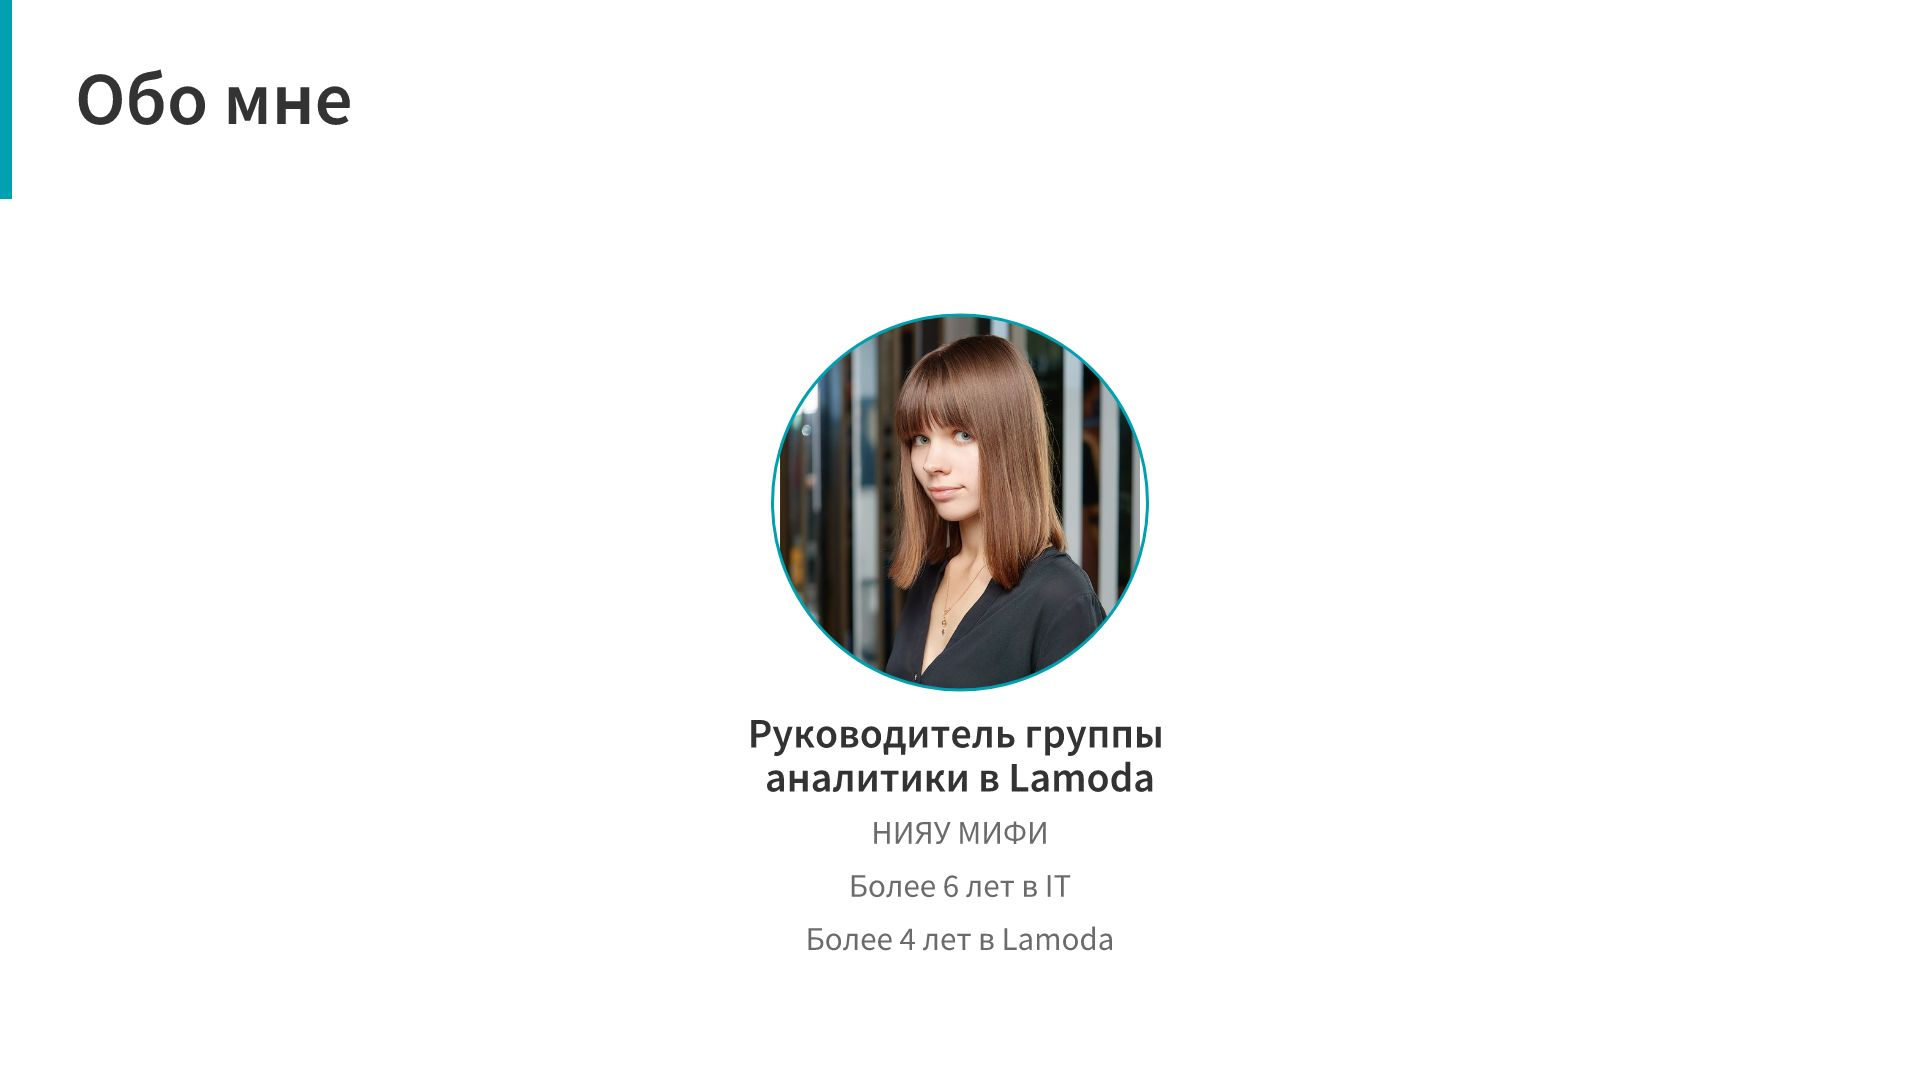 Обо мне
Руководитель группы
аналитики в Lamoda
НИЯУ МИФИ
Более 6 лет в IT
Более 4 лет в Lamoda